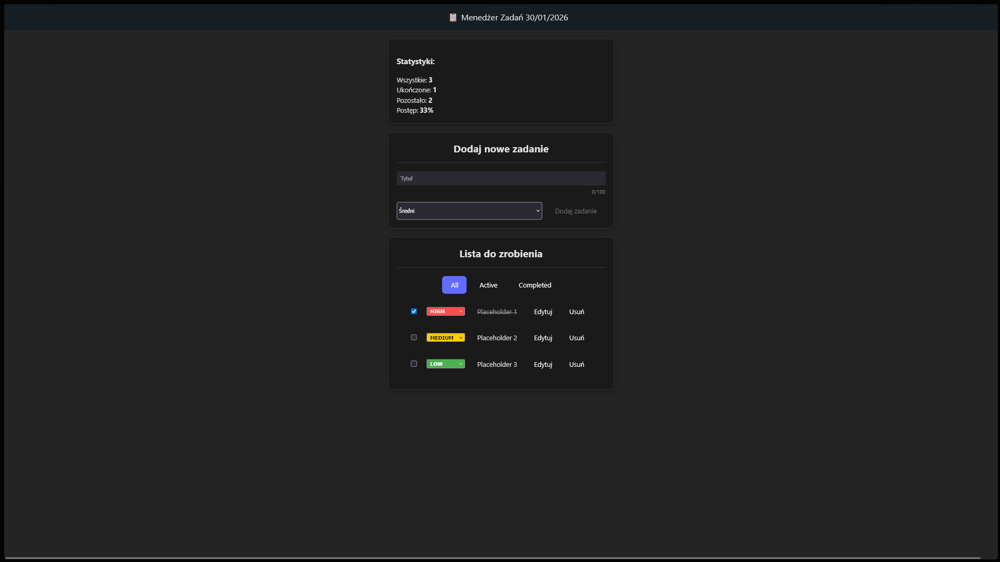 📋 Menedżer Zadań 30/01/2026
Statystyki:
Wszystkie: 3
Ukończone: 1
Pozostało: 2
Postęp: 33%
Dodaj nowe zadanie
Tytuł
0/100
Średni Dodaj zadanie
Lista do zrobienia
All Active Completed
HIGH Placeholder 1 Edytuj Usuń
MEDIUM Placeholder 2 Edytuj Usuń
LOW Placeholder 3 Edytuj Usuń